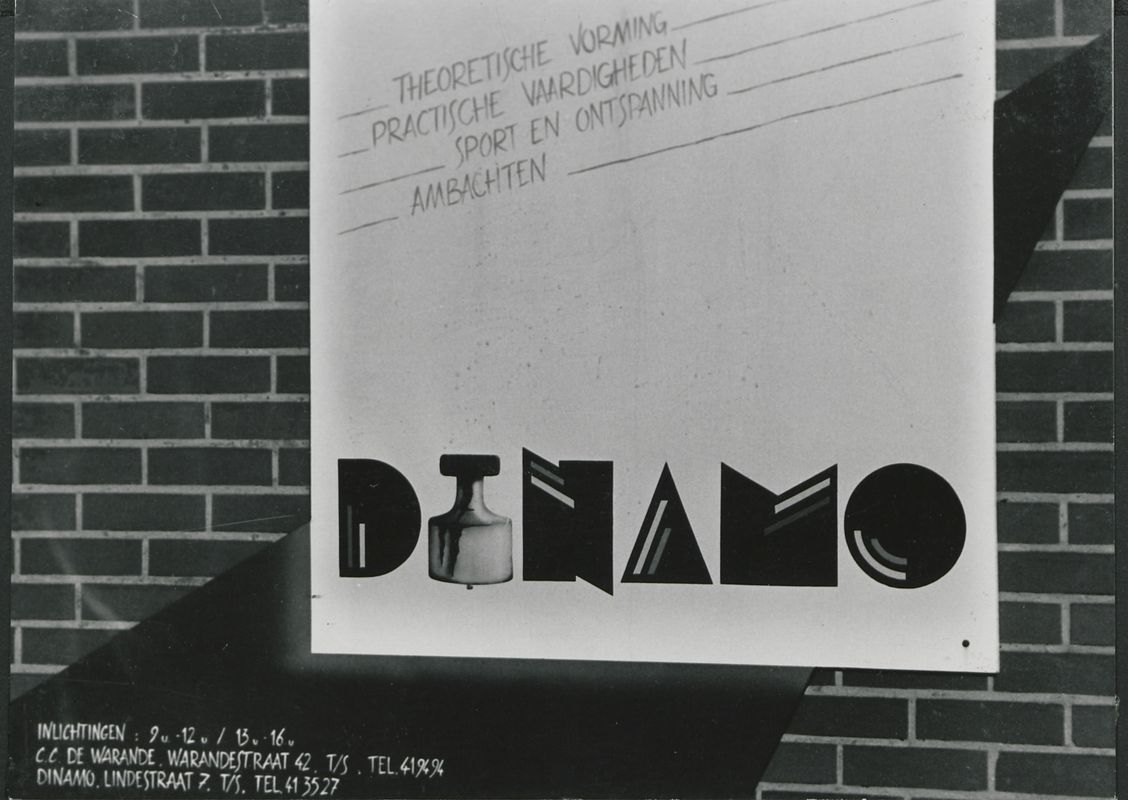 THEORETISCHE VORMING
PRACTISCHE VAARDIGHEDEN
SPORT EN ONTSPANNING
AMBACHTEN
DINAMO
INLICHTINGEN : 9u -12u / 13u -16u
C.C. DE WARANDE. WARANDESTRAAT 42. T/S. TEL. 41 94 94
DINAMO. LINDESTRAAT 7. T/S. TEL 41 35 27